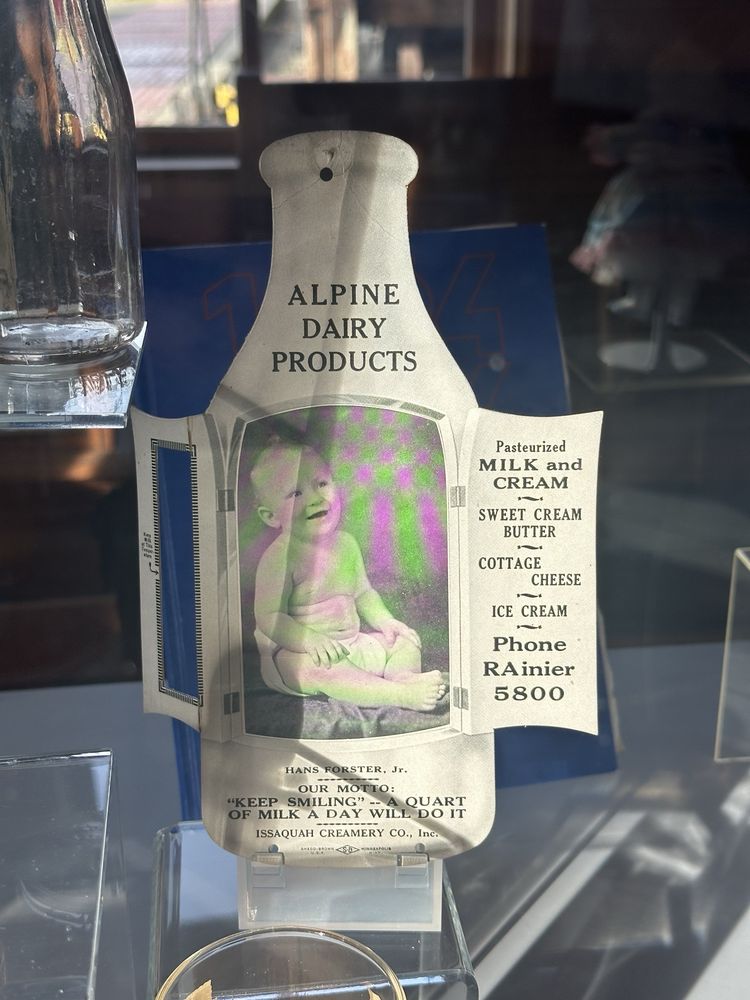 ALPINE
DAIRY
PRODUCTS
Pasteurized
MILK and
CREAM
SWEET CREAM
BUTTER
COTTAGE
CHEESE
ICE CREAM
Phone
RAinier
5800
HANS FORSTER, Jr.
OUR MOTTO:
"KEEP SMILING" -- A QUART
OF MILK A DAY WILL DO IT
ISSAQUAH CREAMERY CO., Inc.